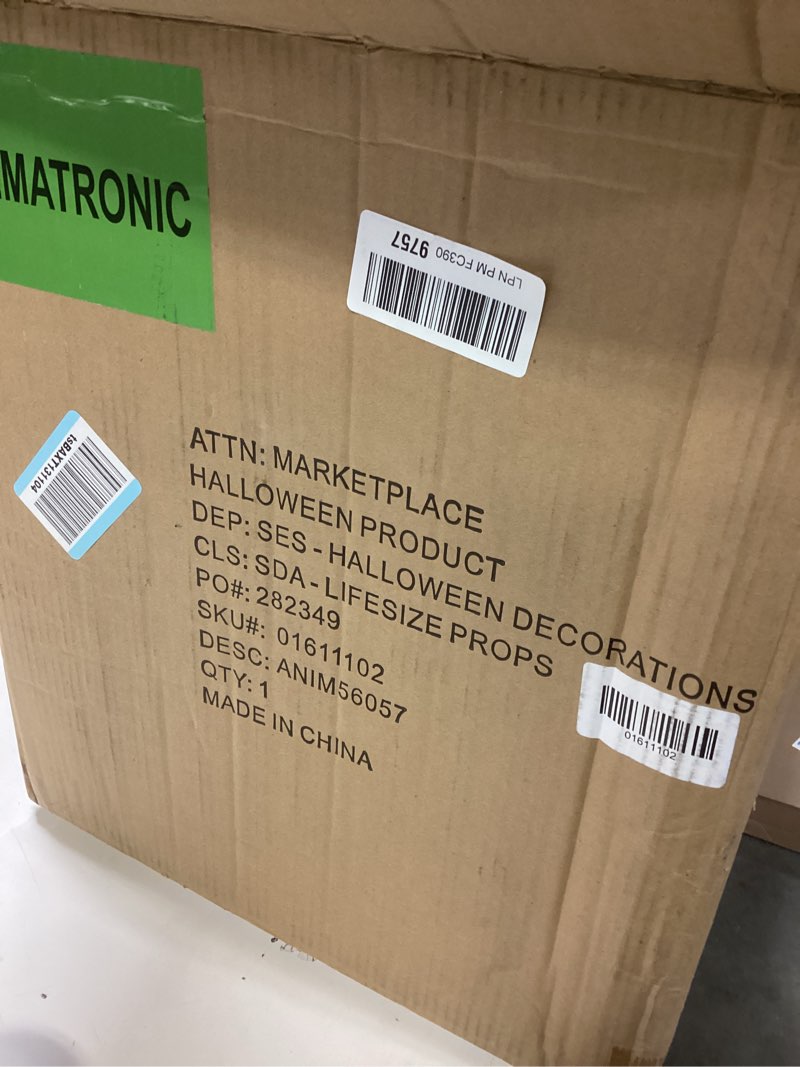 MATRONIC
LPN PM FC390 9757
tsBAXT131104
ATTN: MARKETPLACE
HALLOWEEN PRODUCT
DEP: SES - HALLOWEEN DECORATIONS
CLS: SDA - LIFESIZE PROPS
PO#: 282349
SKU#: 01611102
DESC: ANIM56057
QTY: 1
MADE IN CHINA
01611102